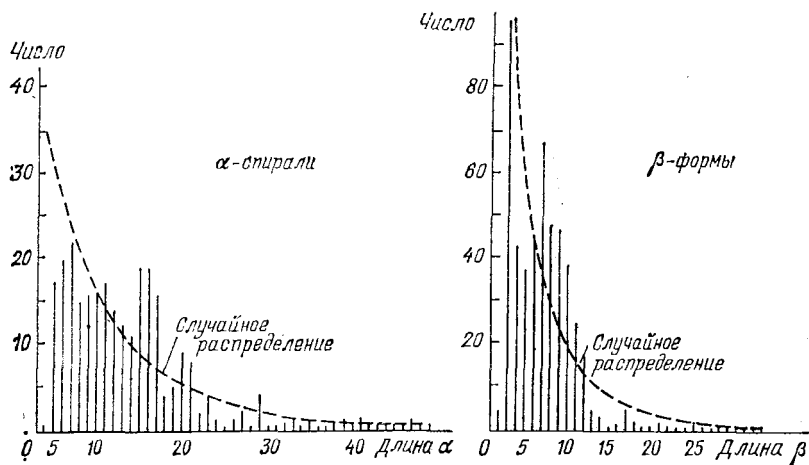 Число
40
30
20
10
0 5 10 20 30 40 Длина α
α-спирали
Случайное
распределение
Число
80
60
40
20
0 5 10 15 20 25 Длина β
β-формы
Случайное
распределение